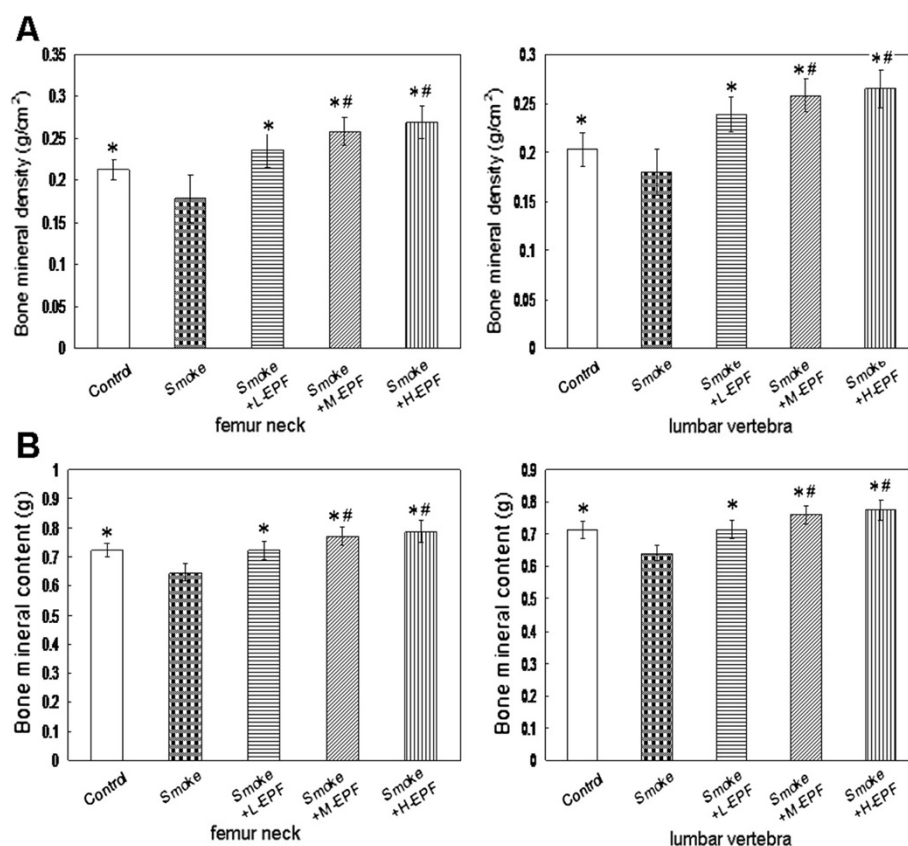 A
Bone mineral density (g/cm²)
0.35
0.3
0.25
0.2
0.15
0.1
0.05
0
* * *# *#
Control Smoke Smoke +L-EPF Smoke +M-EPF Smoke +H-EPF
femur neck
Bone mineral density (g/cm²)
0.3
0.25
0.2
0.15
0.1
0.05
0
* * *# *#
Control Smoke Smoke +L-EPF Smoke +M-EPF Smoke +H-EPF
lumbar vertebra
B
Bone mineral content (g)
1
0.9
0.8
0.7
0.6
0.5
0.4
0.3
0.2
0.1
0
* * *# *#
Control Smoke Smoke +L-EPF Smoke +M-EPF Smoke +H-EPF
femur neck
Bone mineral content (g)
0.9
0.8
0.7
0.6
0.5
0.4
0.3
0.2
0.1
0
* * *# *#
Control Smoke Smoke +L-EPF Smoke +M-EPF Smoke +H-EPF
lumbar vertebra